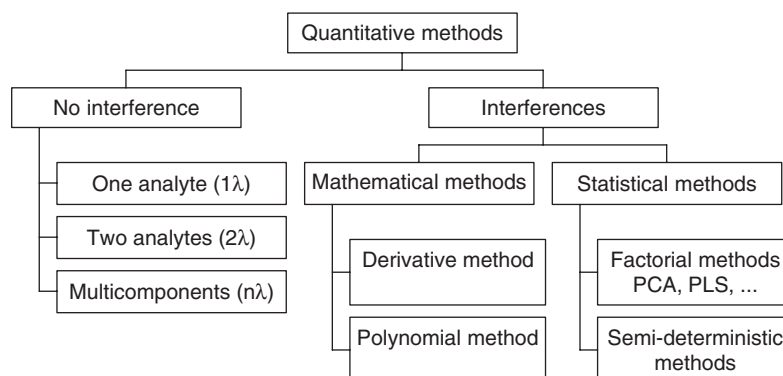 Quantitative methods
No interference
Interferences
One analyte (1λ)
Two analytes (2λ)
Multicomponents (nλ)
Mathematical methods
Statistical methods
Derivative method
Polynomial method
Factorial methods
PCA, PLS, ...
Semi-deterministic
methods